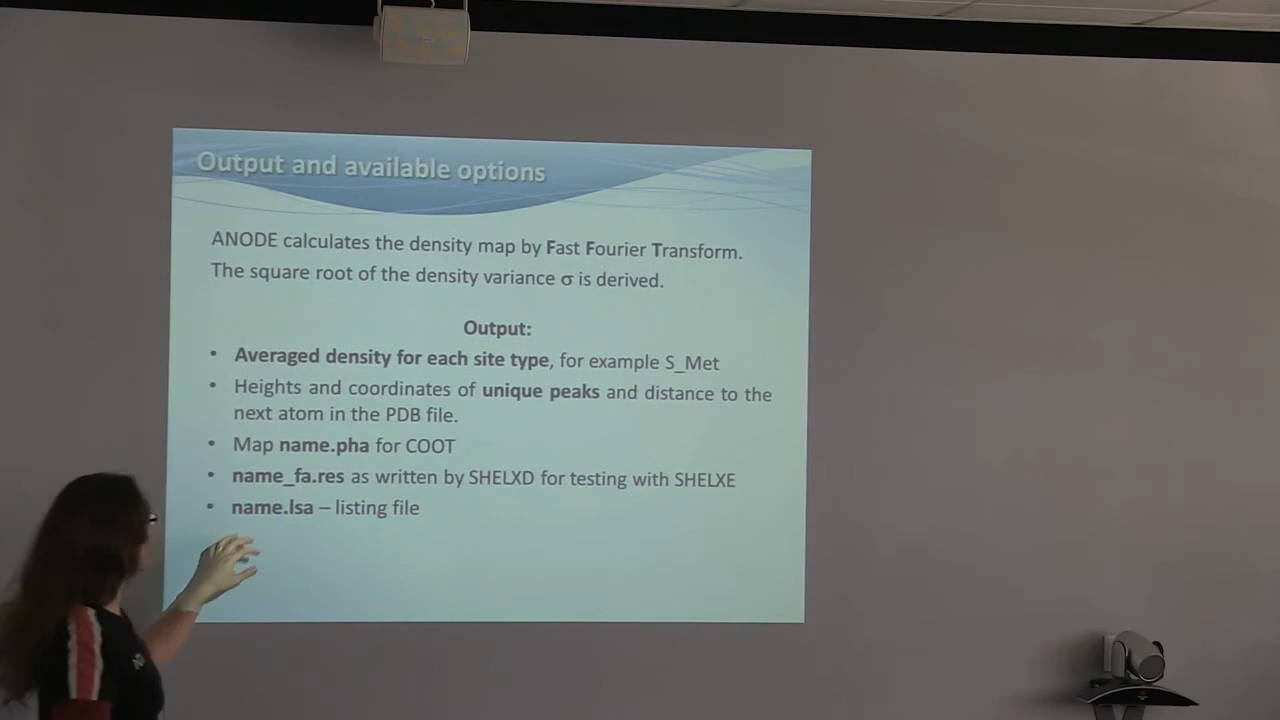 Output and available options
ANODE calculates the density map by Fast Fourier Transform.
The square root of the density variance σ is derived.
Output:
• Averaged density for each site type, for example S_Met
• Heights and coordinates of unique peaks and distance to the
next atom in the PDB file.
• Map name.pha for COOT
• name_fa.res as written by SHELXD for testing with SHELXE
• name.lsa – listing file